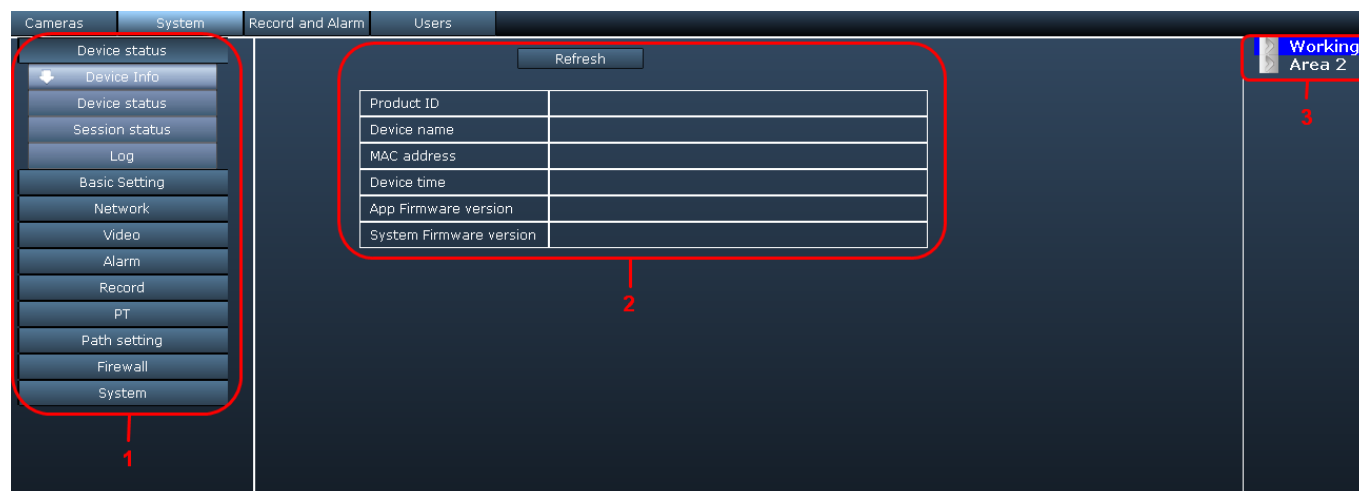 Cameras System Record and Alarm Users
Device status
Device Info
Device status
Session status
Log
Basic Setting
Network
Video
Alarm
Record
PT
Path setting
Firewall
System
1
Refresh
Product ID
Device name
MAC address
Device time
App Firmware version
System Firmware version
2
Working
Area 2
3